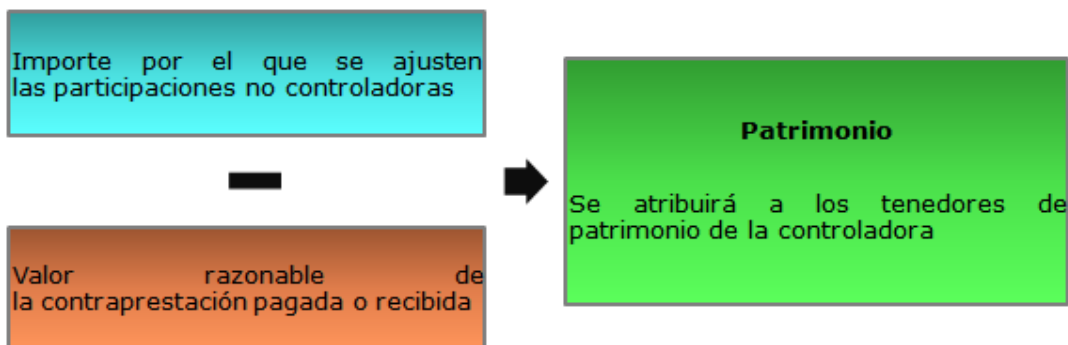 Importe por el que se ajusten
las participaciones no controladoras
Valor razonable de
la contraprestación pagada o recibida
Patrimonio
Se atribuirá a los tenedores de
patrimonio de la controladora